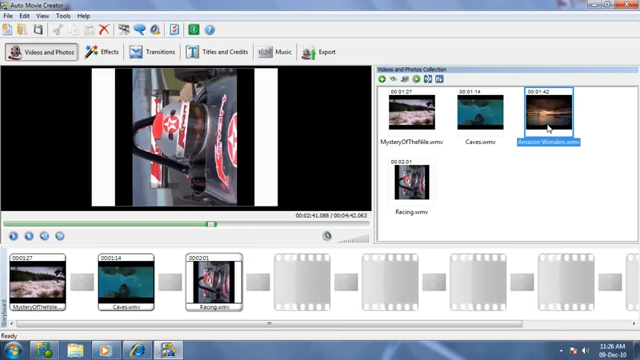 Auto Movie Creator
File Edit View Tools Help
Videos and Photos Effects Transitions Titles and Credits Music Export
Videos and Photos Collection
00:01:27 00:01:14 00:01:42
MysteryOfTheNile.wmv Caves.wmv Amazon Wonders.wmv
00:02:01
Racing.wmv
00:02:41.088 / 00:04:42.063
00:01:27 00:01:14 00:02:01
MysteryOfTheNile.wmv Caves.wmv Racing.wmv
Storyboard
Ready
11:26 AM
09-Dec-10